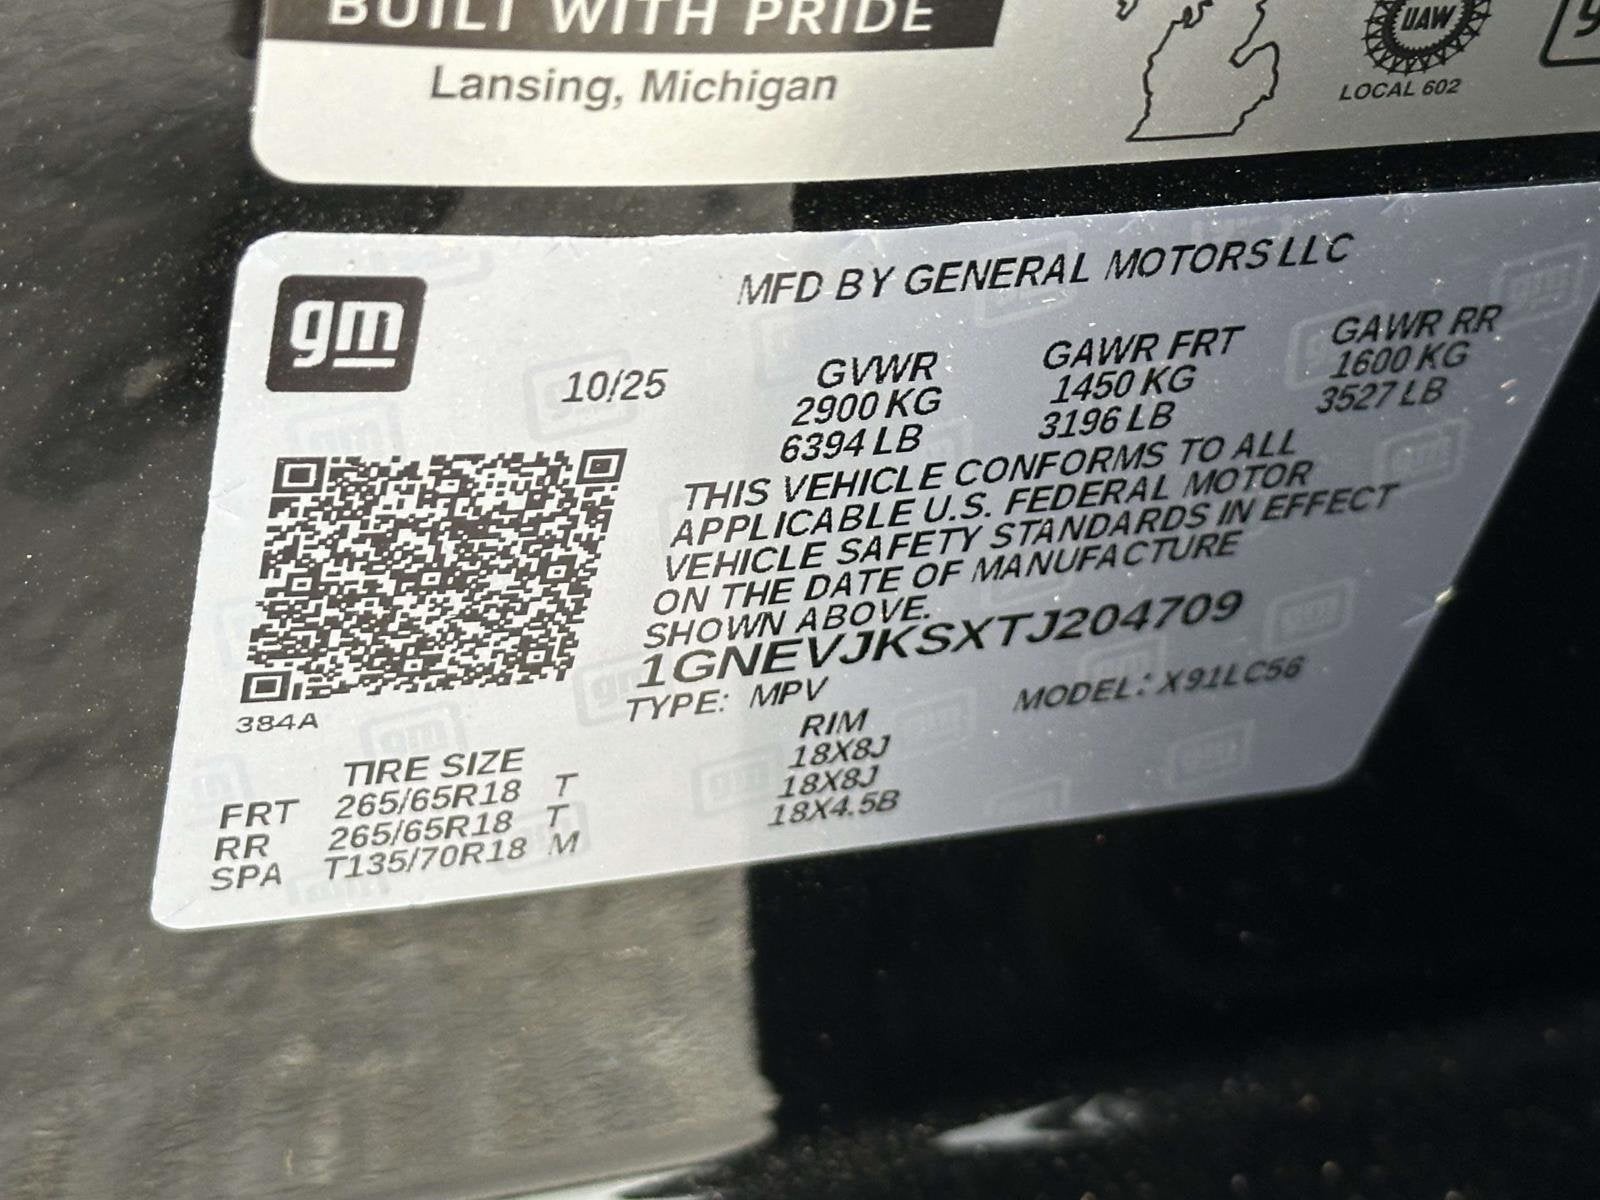 BUILT WITH PRIDE
Lansing, Michigan
UAW
LOCAL 602
gm
MFD BY GENERAL MOTORS LLC
10/25
GVWR GAWR FRT GAWR RR
2900 KG 1450 KG 1600 KG
6394 LB 3196 LB 3527 LB
THIS VEHICLE CONFORMS TO ALL
APPLICABLE U.S. FEDERAL MOTOR
VEHICLE SAFETY STANDARDS IN EFFECT
ON THE DATE OF MANUFACTURE
SHOWN ABOVE.
1GNEVJKSXTJ204709
TYPE: MPV MODEL: X91LC56
384A
TIRE SIZE RIM
FRT 265/65R18 T 18X8J
RR 265/65R18 T 18X8J
SPA T135/70R18 M 18X4.5B